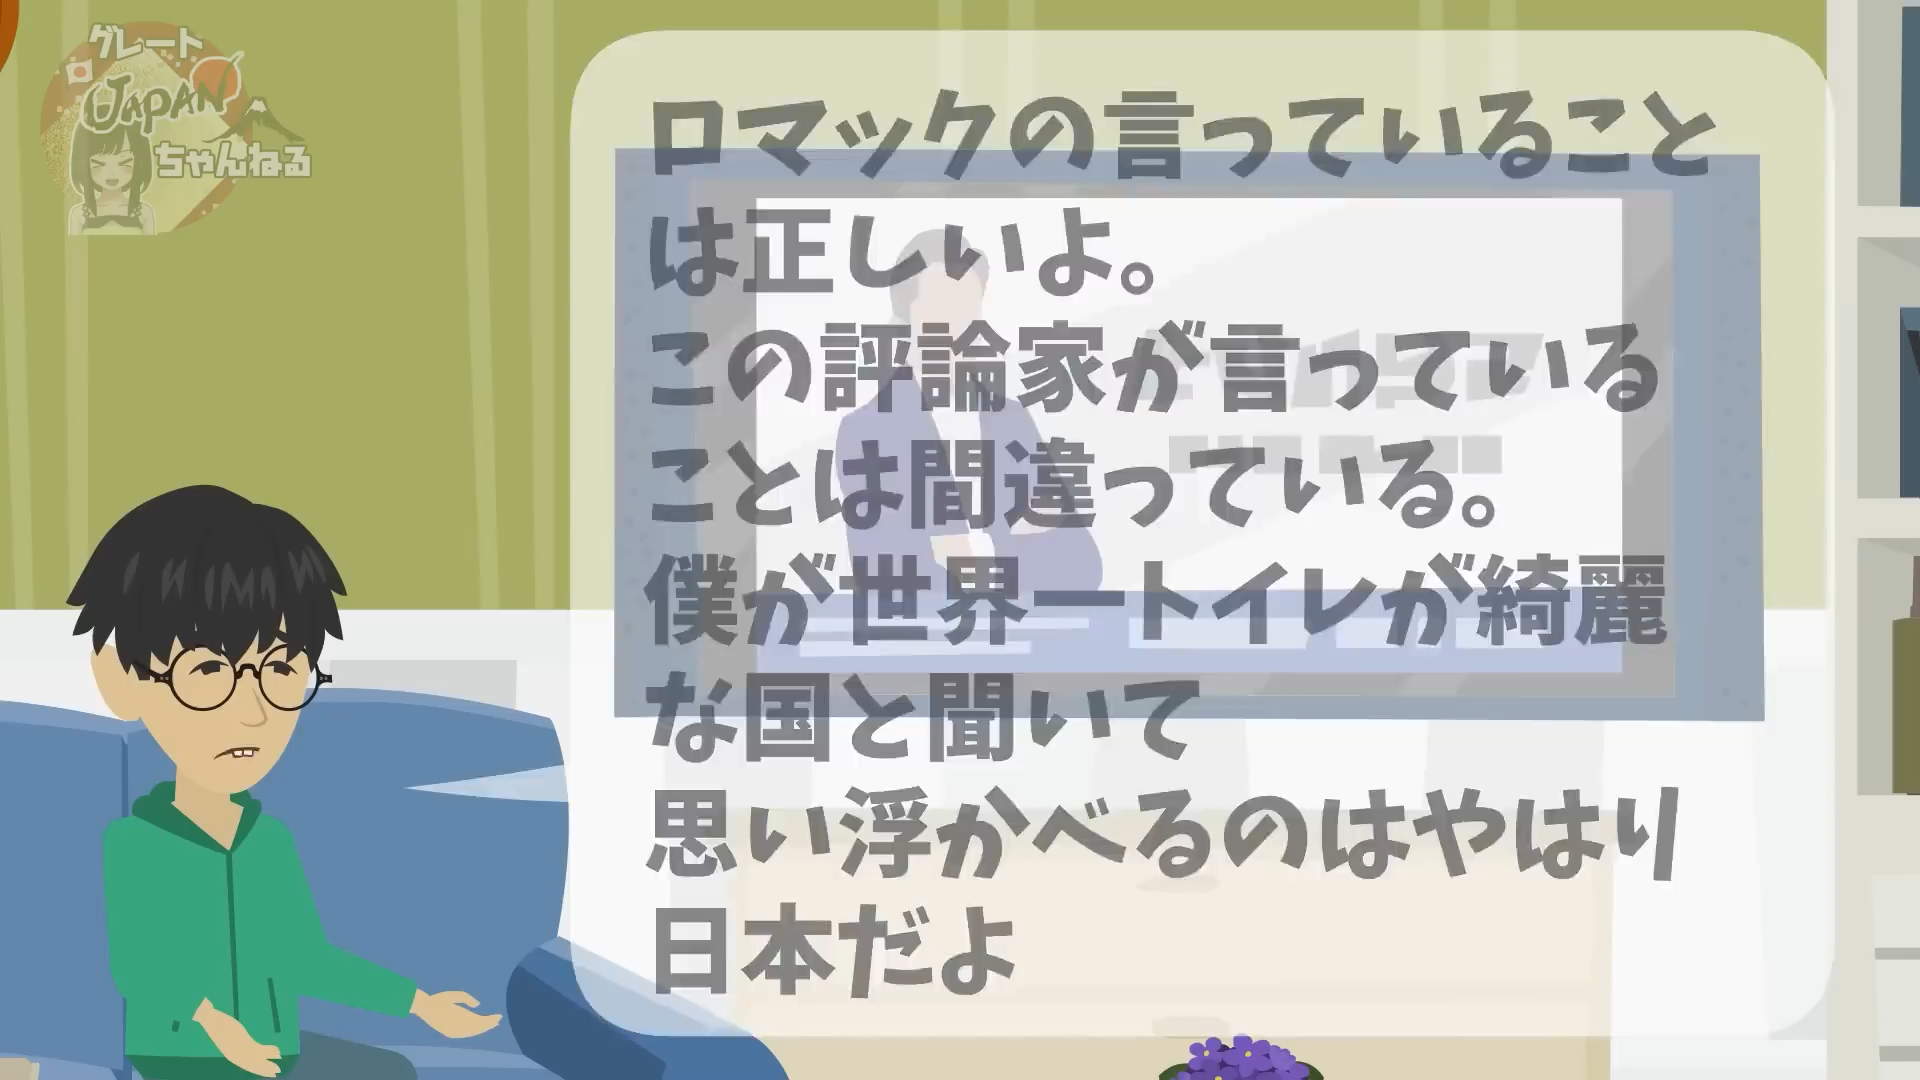 グレート
JAPAN
ちゃんねる
ロマックの言っていること
は正しいよ。
この評論家が言っている
ことは間違っている。
僕が世界一トイレが綺麗
な国と聞いて
思い浮かべるのはやはり
日本だよ